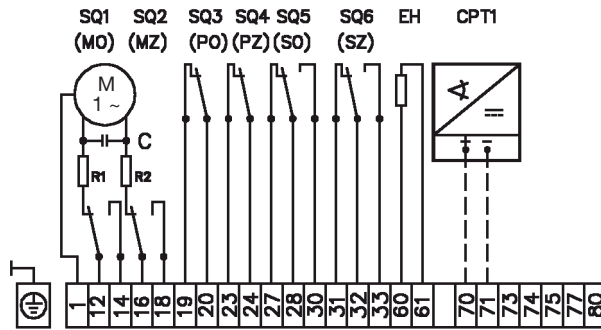 SQ1 SQ2 SQ3 SQ4 SQ5 SQ6 EH CPT1
(MO) (MZ) (PO) (PZ) (SO) (SZ)
M
1 ~
C
R1 R2
+ −
1 12 14 16 18 19 20 23 24 27 28 30 31 32 33 60 61 70 71 73 74 75 77 80